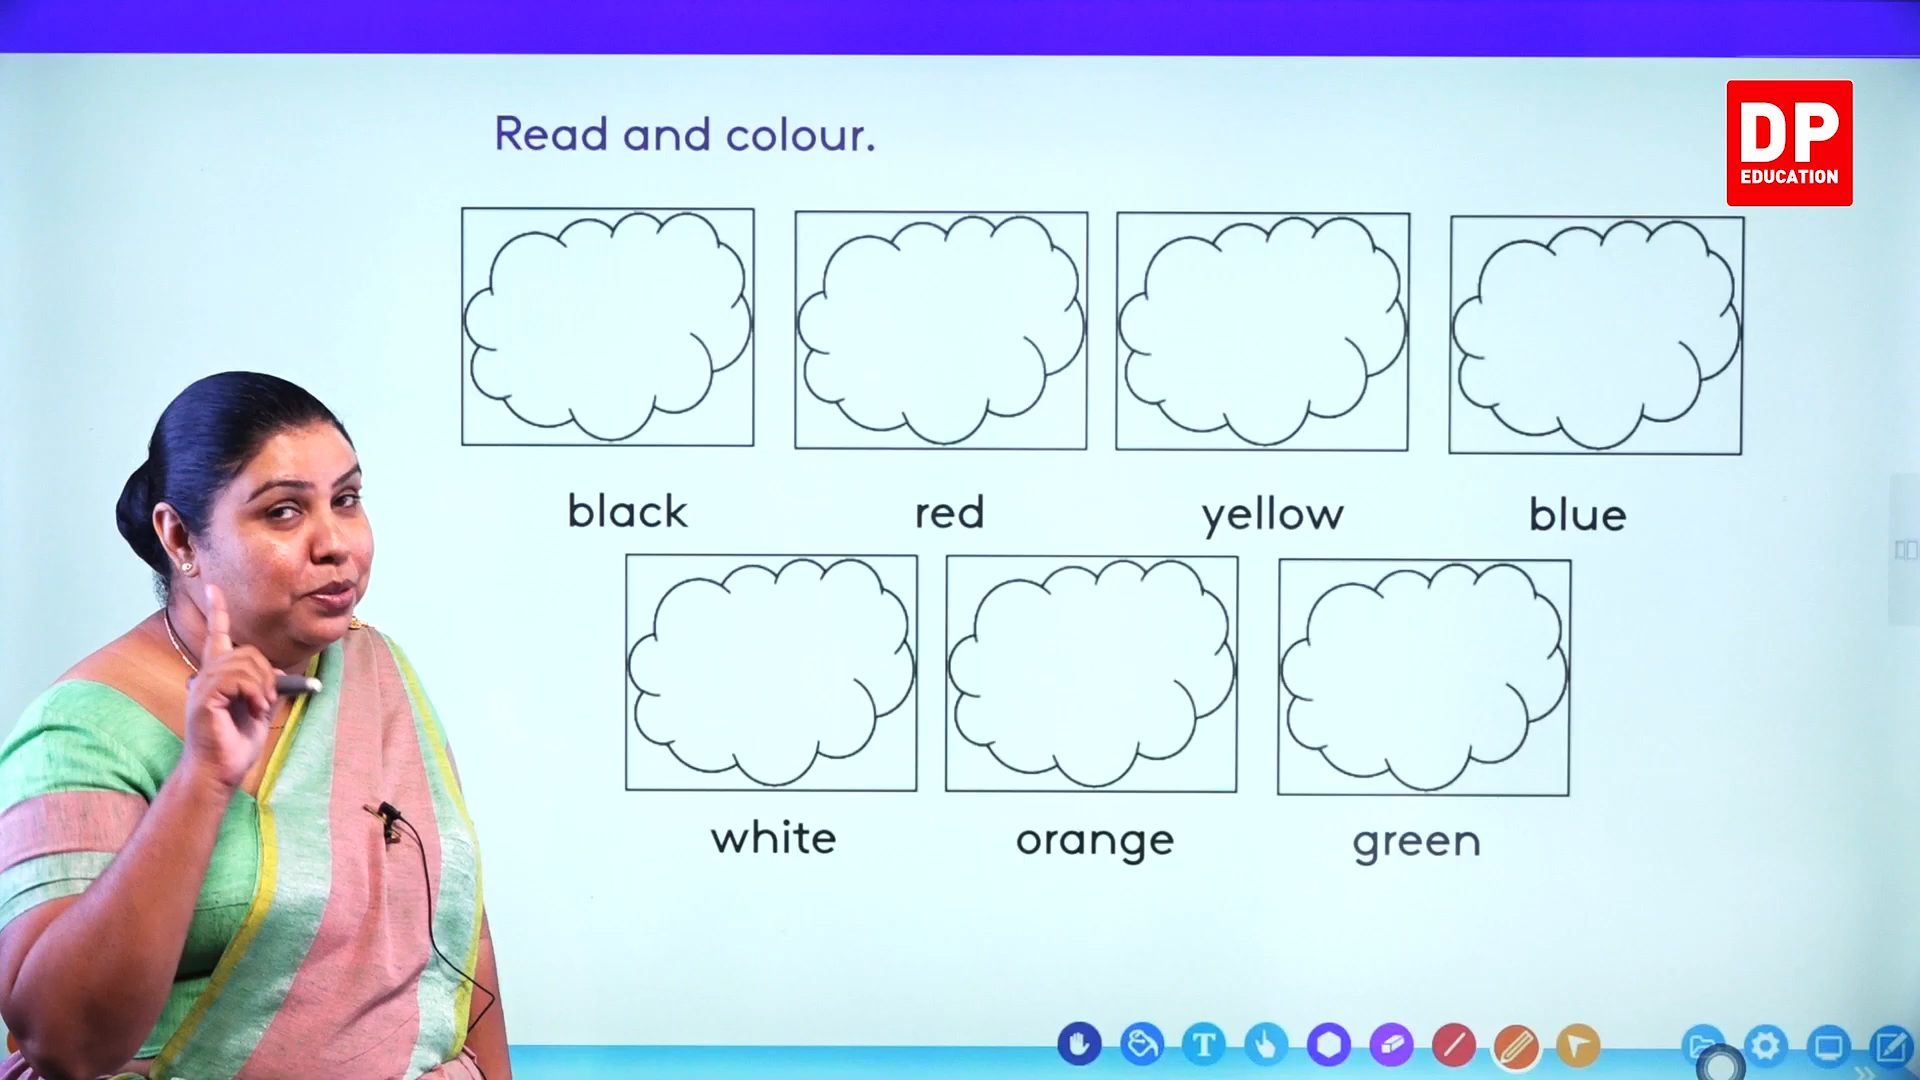 Read and colour.
DP
EDUCATION
black red yellow blue
white orange green
T